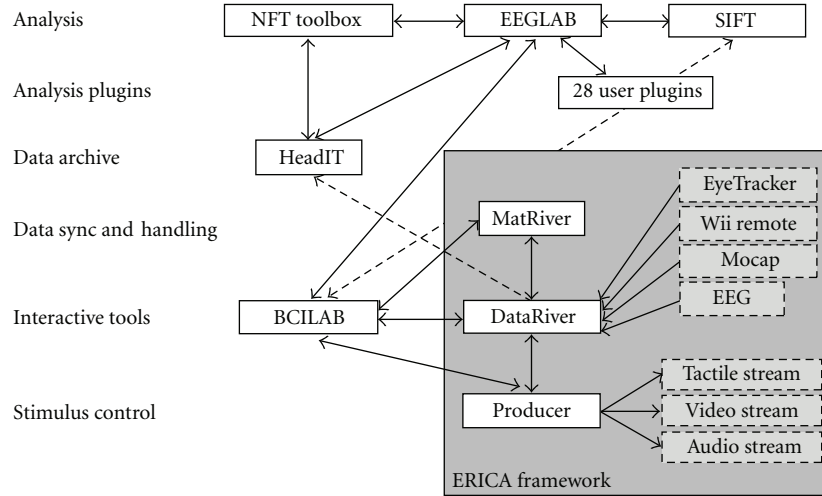 Analysis
NFT toolbox
EEGLAB
SIFT
Analysis plugins
28 user plugins
Data archive
HeadIT
EyeTracker
Data sync and handling
MatRiver
Wii remote
Mocap
EEG
Interactive tools
BCILAB
DataRiver
Tactile stream
Stimulus control
Producer
Video stream
Audio stream
ERICA framework